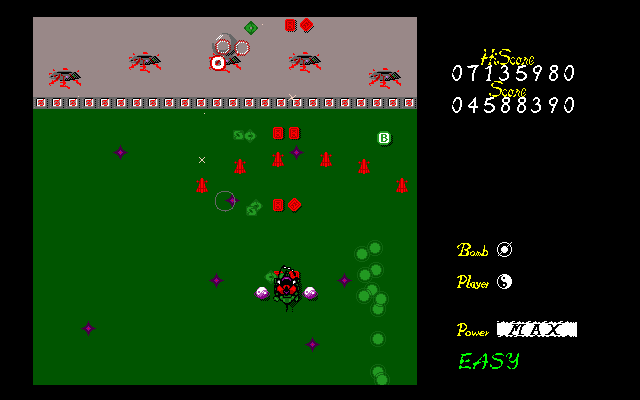 HiScore
07135980
Score
04588390
B
Bomb
Player
Power MAX
EASY